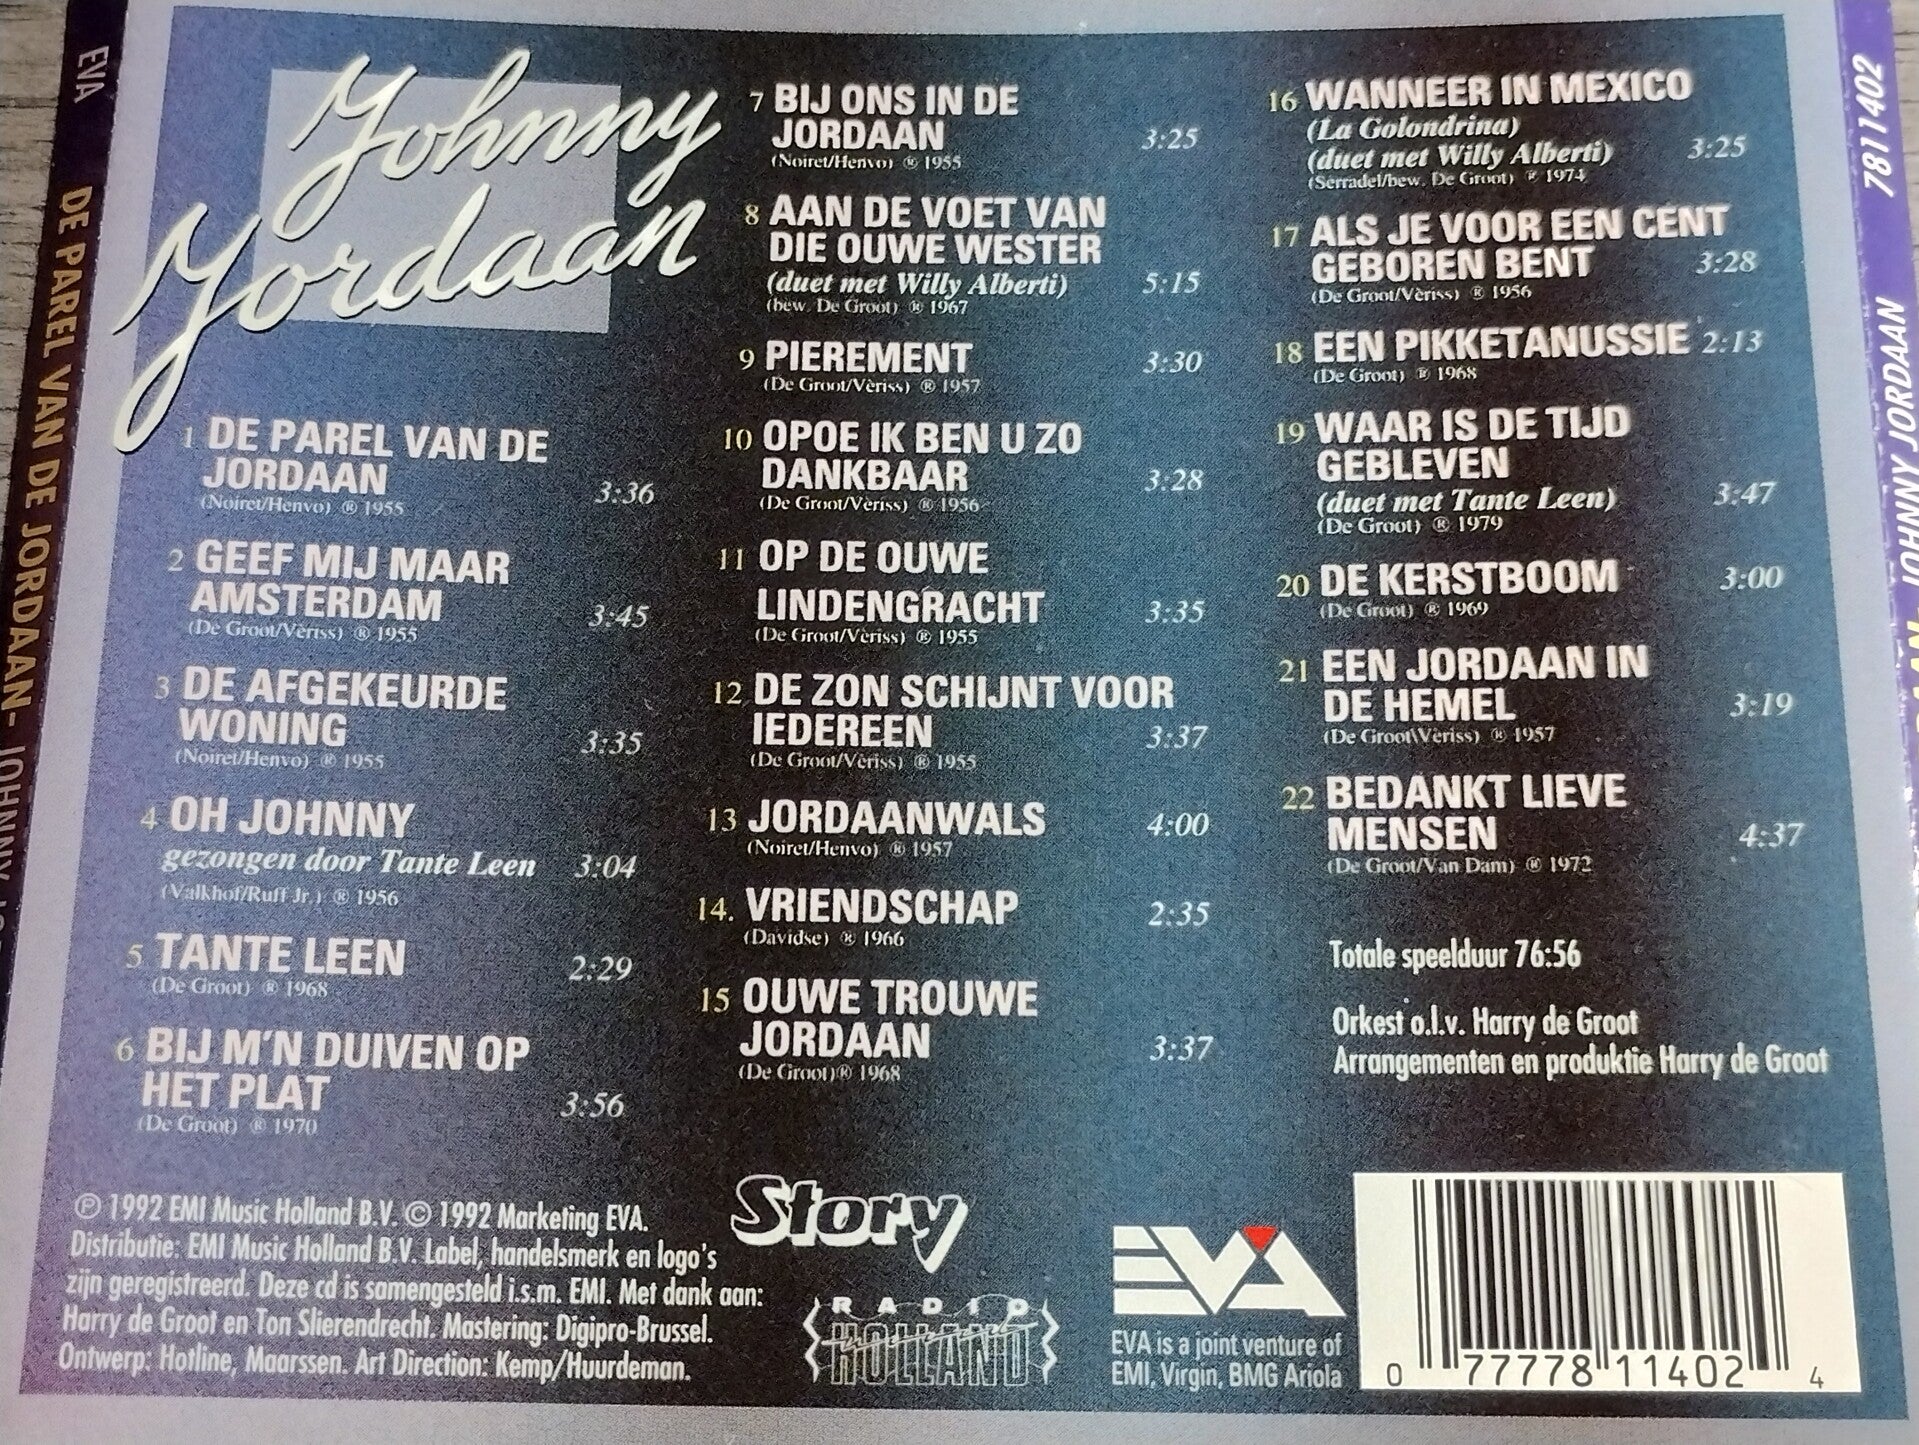 Johnny
Jordaan
1 DE PAREL VAN DE
JORDAAN 3:36
(Noiret/Henvo) ® 1955
2 GEEF MIJ MAAR
AMSTERDAM 3:45
(De Groot/Vèriss) ® 1955
3 DE AFGEKEURDE
WONING 3:35
(Noiret/Henvo) ® 1955
4 OH JOHNNY
gezongen door Tante Leen 3:04
(Valkhof/Ruff Jr.) ® 1956
5 TANTE LEEN 2:29
(De Groot) ® 1968
6 BIJ M'N DUIVEN OP
HET PLAT 3:56
(De Groot) ® 1970
7 BIJ ONS IN DE
JORDAAN 3:25
(Noiret/Henvo) ® 1955
8 AAN DE VOET VAN
DIE OUWE WESTER
(duet met Willy Alberti) 5:15
(bew. De Groot) ® 1967
9 PIEREMENT 3:30
(De Groot/Vèriss) ® 1957
10 OPOE IK BEN U ZO
DANKBAAR 3:28
(De Groot/Vèriss) ® 1956
11 OP DE OUWE
LINDENGRACHT 3:35
(De Groot/Vèriss) ® 1955
12 DE ZON SCHIJNT VOOR
IEDEREEN 3:37
(De Groot/Vèriss) ® 1955
13 JORDAANWALS 4:00
(Noiret/Henvo) ® 1957
14. VRIENDSCHAP 2:35
(Davidse) ® 1966
15 OUWE TROUWE
JORDAAN 3:37
(De Groot)® 1968
16 WANNEER IN MEXICO
(La Golondrina)
(duet met Willy Alberti) 3:25
(Serradel/bew. De Groot) ® 1974
17 ALS JE VOOR EEN CENT
GEBOREN BENT 3:28
(De Groot/Vèriss) ® 1956
18 EEN PIKKETANUSSIE 2:13
(De Groot) ® 1968
19 WAAR IS DE TIJD
GEBLEVEN
(duet met Tante Leen) 3:47
(De Groot) ® 1979
20 DE KERSTBOOM 3:00
(De Groot) ® 1969
21 EEN JORDAAN IN
DE HEMEL 3:19
(De Groot\Vèriss) ® 1957
22 BEDANKT LIEVE
MENSEN 4:37
(De Groot/Van Dam) ® 1972
Totale speelduur 76:56
Orkest o.l.v. Harry de Groot
Arrangementen en produktie Harry de Groot
℗ 1992 EMI Music Holland B.V. © 1992 Marketing EVA.
Distributie: EMI Music Holland B.V. Label, handelsmerk en logo's
zijn geregistreerd. Deze cd is samengesteld i.s.m. EMI. Met dank aan:
Harry de Groot en Ton Slierendrecht. Mastering: Digipro-Brussel.
Ontwerp: Hotline, Maarssen. Art Direction: Kemp/Huurdeman.
Story
RADIO
HOLLAND
EVA
EVA is a joint venture of
EMI, Virgin, BMG Ariola
0 77778 11402 4
EVA DE PAREL VAN DE JORDAAN- JOHNNY
JOHNNY JORDAAN 7811402